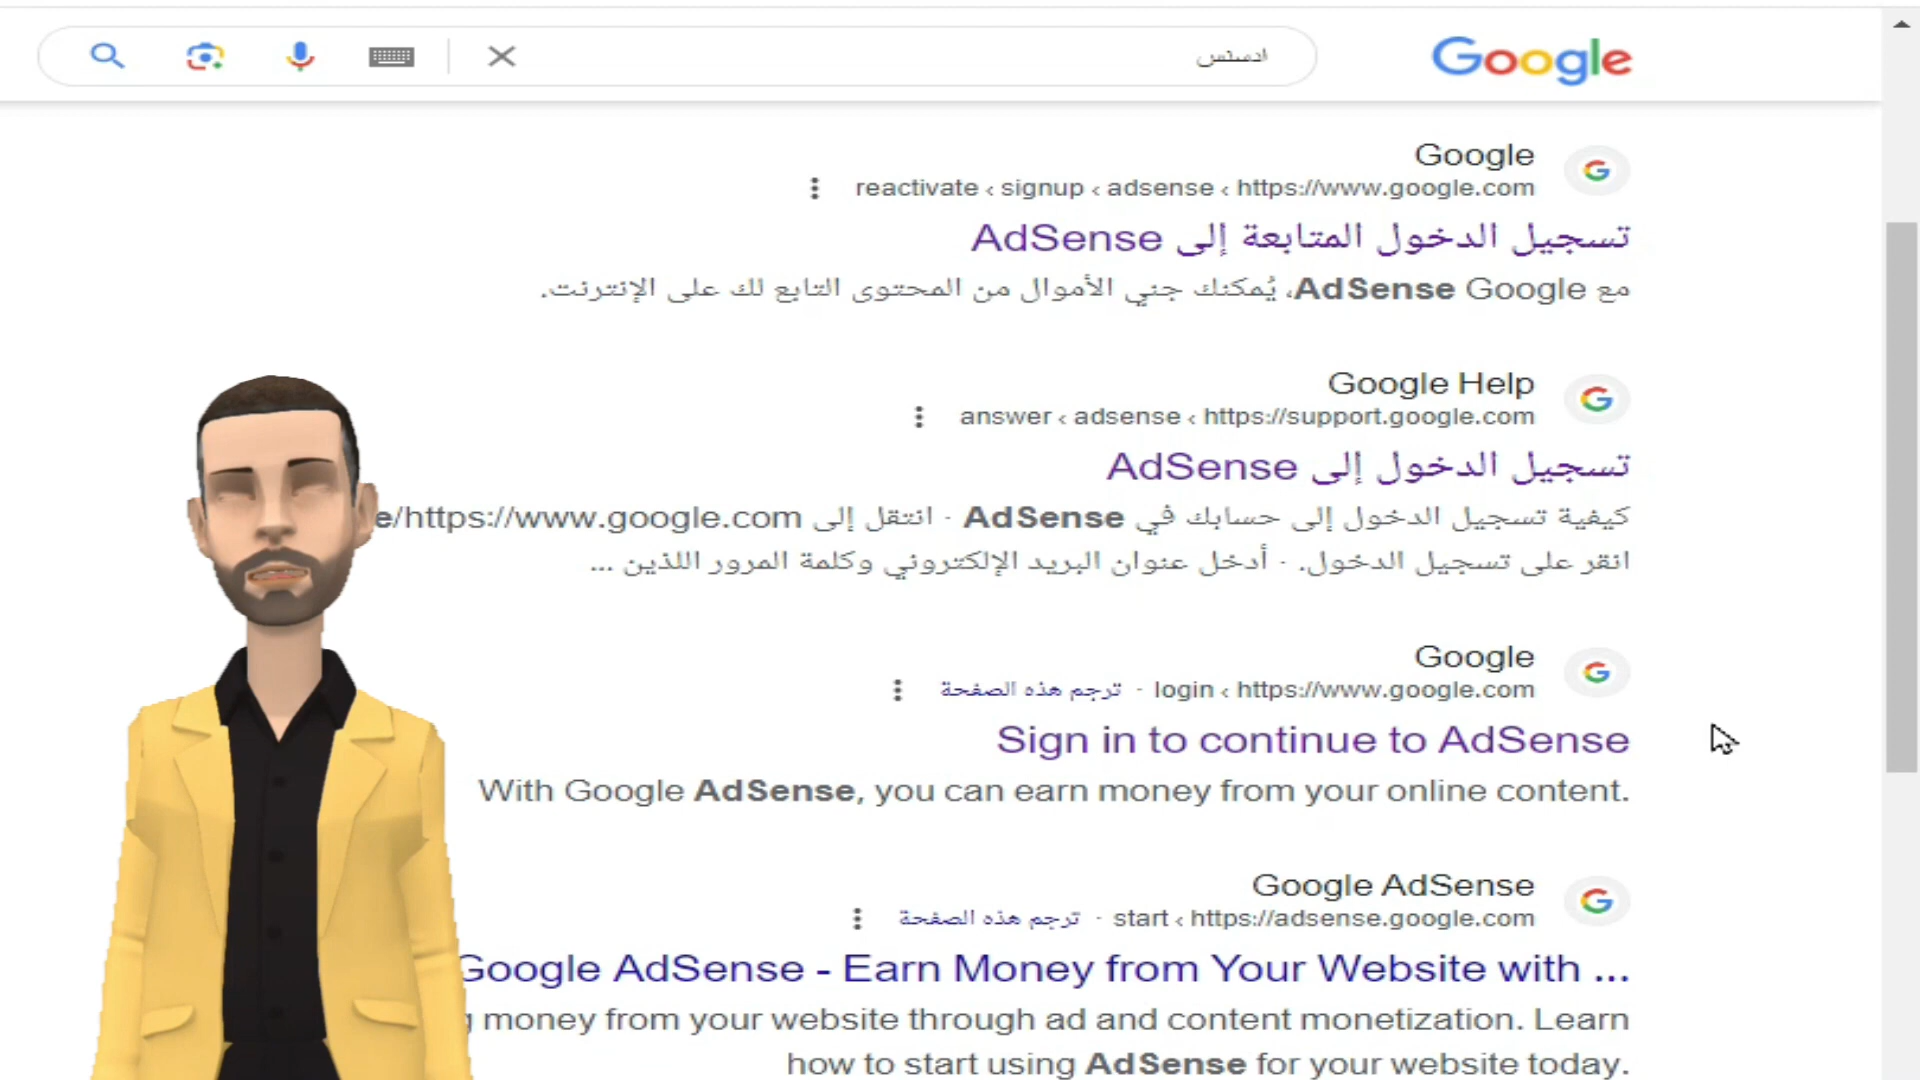 ادسنس
Google
Google
https://www.google.com › adsense › signup › reactivate
تسجيل الدخول المتابعة إلى AdSense
مع AdSense Google، يُمكنك جني الأموال من المحتوى التابع لك على الإنترنت.
Google Help
https://support.google.com › adsense › answer
تسجيل الدخول إلى AdSense
كيفية تسجيل الدخول إلى حسابك في AdSense · انتقل إلى https://www.google.com/
انقر على تسجيل الدخول. · أدخل عنوان البريد الإلكتروني وكلمة المرور اللذين ...
Google
https://www.google.com › login · ترجم هذه الصفحة
Sign in to continue to AdSense
With Google AdSense, you can earn money from your online content.
Google AdSense
https://adsense.google.com › start · ترجم هذه الصفحة
Google AdSense - Earn Money from Your Website with ...
money from your website through ad and content monetization. Learn
how to start using AdSense for your website today.